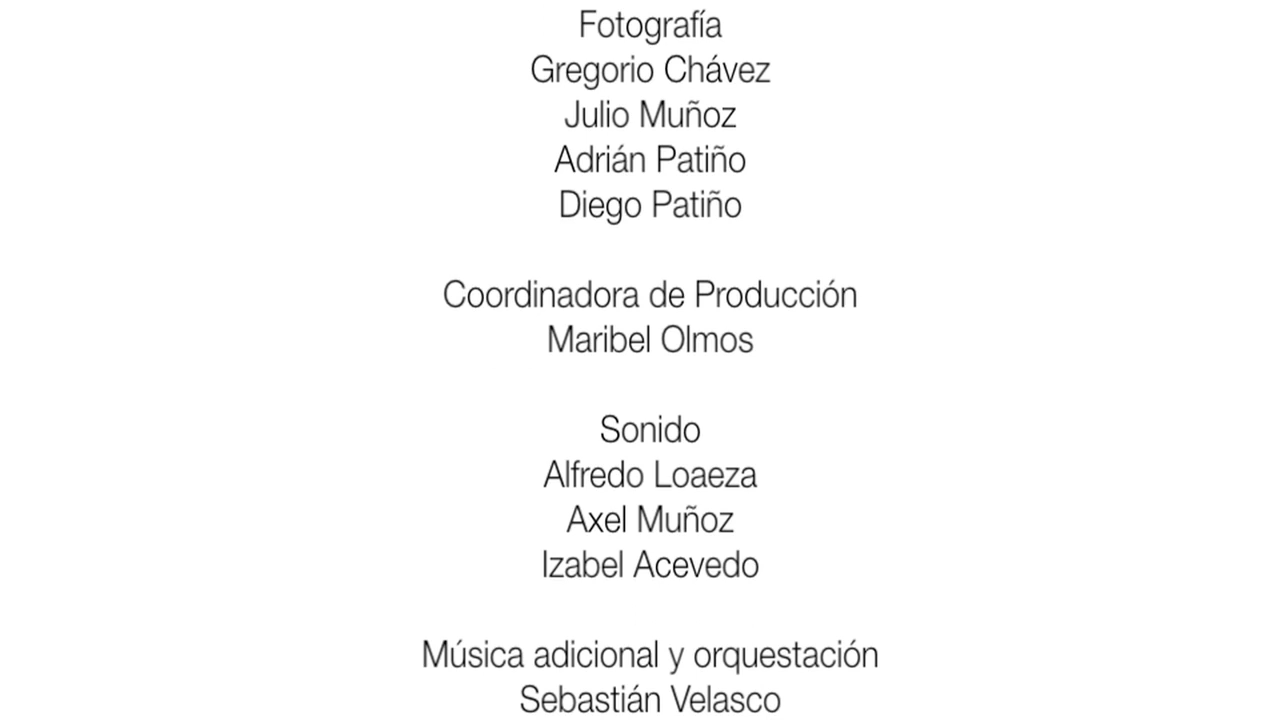 Fotografía
Gregorio Chávez
Julio Muñoz
Adrián Patiño
Diego Patiño
Coordinadora de Producción
Maribel Olmos
Sonido
Alfredo Loaeza
Axel Muñoz
Izabel Acevedo
Música adicional y orquestación
Sebastián Velasco